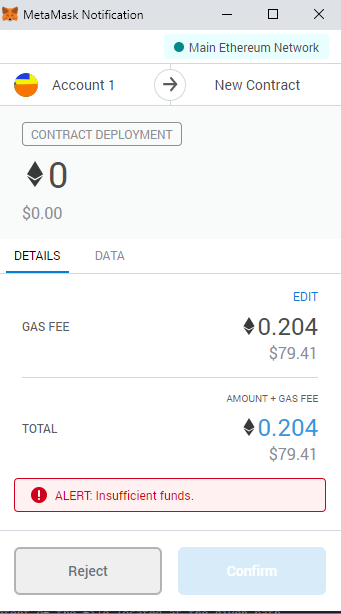 MetaMask Notification
Main Ethereum Network
Account 1
New Contract
CONTRACT DEPLOYMENT
0
$0.00
DETAILS DATA
EDIT
GAS FEE 0.204
$79.41
AMOUNT + GAS FEE
TOTAL 0.204
$79.41
ALERT: Insufficient funds.
Reject Confirm